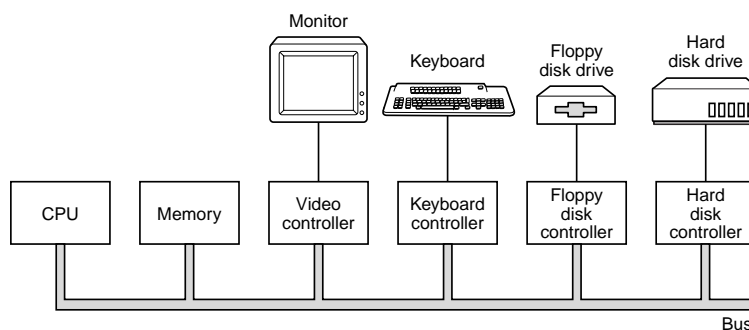 Monitor
Keyboard
Floppy
disk drive
Hard
disk drive
CPU
Memory
Video
controller
Keyboard
controller
Floppy
disk
controller
Hard
disk
controller
Bus